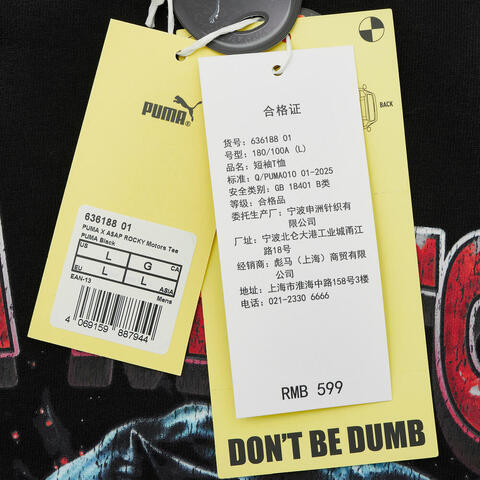 PUMA
636188 01
PUMA X A$AP ROCKY Motors Tee
PUMA Black
US L G CA
EU L L ASIA
EAN-13
Mens
4 069159 887944
BACK
合格证
货号: 636188 01
号型: 180/100A (L)
品名: 短袖T恤
标准: Q/PUMA010 01-2025
安全类别: GB 18401 B类
等级: 合格品
委托生产厂: 宁波申洲针织有
限公司
厂址: 宁波北仑大港工业城甬江
路18号
经销商: 彪马(上海)商贸有
限公司
地址: 上海市淮海中路158号3楼
电话: 021-2330 6666
RMB 599
DON'T BE DUMB